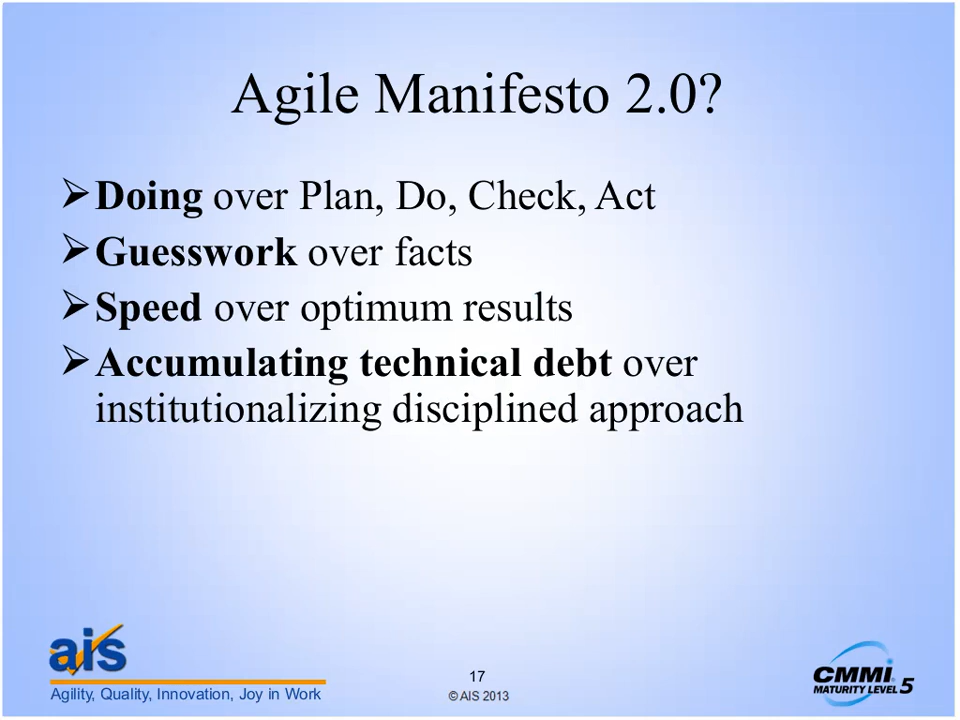 Agile Manifesto 2.0?
Doing over Plan, Do, Check, Act
Guesswork over facts
Speed over optimum results
Accumulating technical debt over
institutionalizing disciplined approach
ais
Agility, Quality, Innovation, Joy in Work
17
© AIS 2013
CMMI
MATURITY LEVEL 5